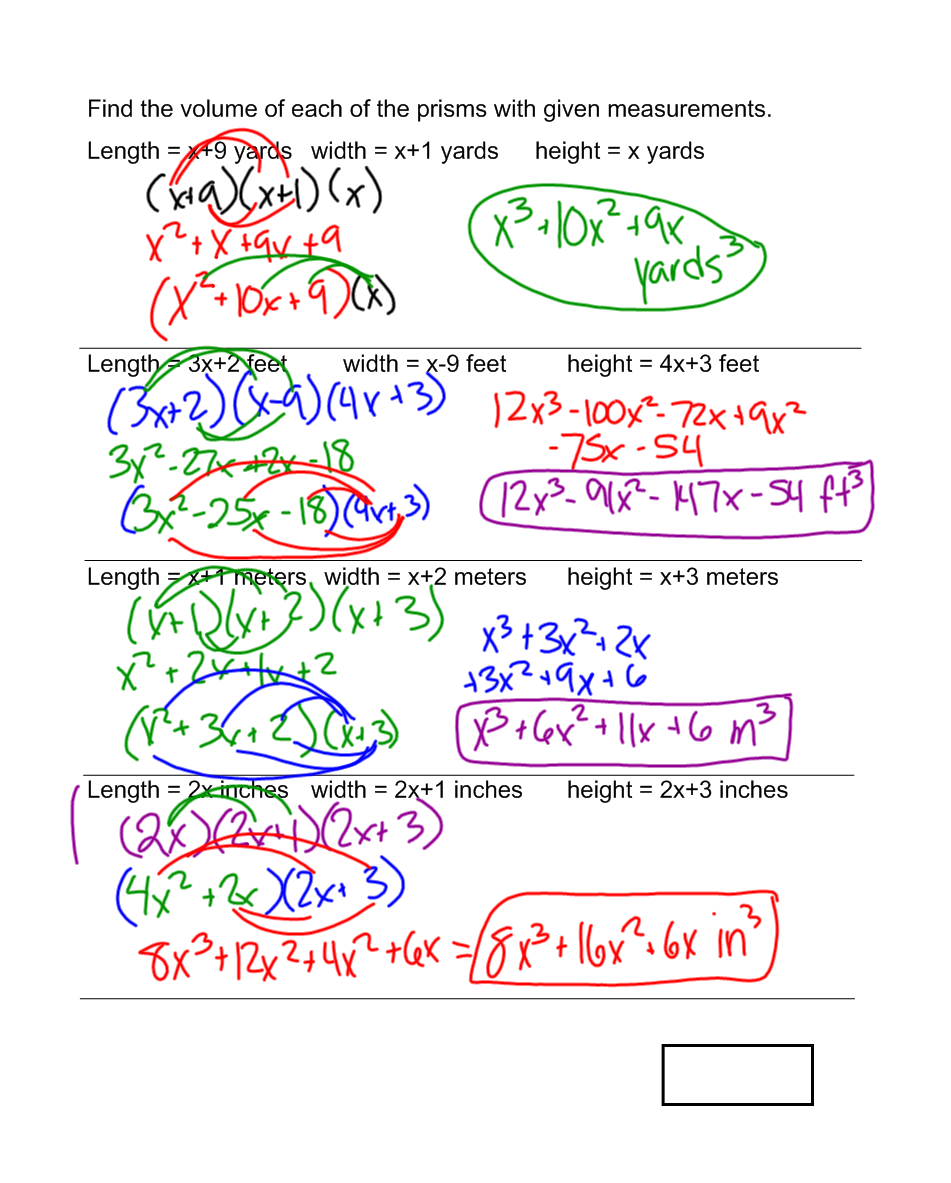 Find the volume of each of the prisms with given measurements.
Length = x+9 yards width = x+1 yards height = x yards
(x+9)(x+1)(x)
x²+x+9x+9
(x²+10x+9)(x)
x³+10x²+9x
yards³
Length = 3x+2 feet width = x-9 feet height = 4x+3 feet
(3x+2)(x-9)(4x+3)
3x²-27x+2x-18
(3x²-25x-18)(4x+3)
12x³-100x²-72x+9x²
-75x-54
12x³-91x²-147x-54 ft³
Length = x+1 meters width = x+2 meters height = x+3 meters
(x+1)(x+2)(x+3)
x²+2x+1x+2
(x²+3x+2)(x+3)
x³+3x²+2x
+3x²+9x+6
x³+6x²+11x+6 m³
Length = 2x inches width = 2x+1 inches height = 2x+3 inches
(2x)(2x+1)(2x+3)
(4x²+2x)(2x+3)
8x³+12x²+4x²+6x = 8x³+16x²+6x in³